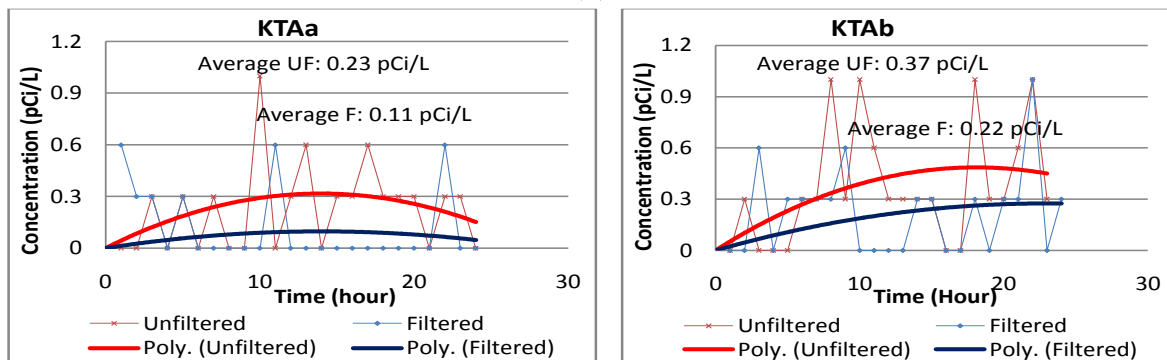 KTAa
Concentration (pCi/L)
1.2
0.9
0.6
0.3
0
Average UF: 0.23 pCi/L
Average F: 0.11 pCi/L
0
10
20
30
Time (hour)
Unfiltered
Filtered
Poly. (Unfiltered)
Poly. (Filtered)
KTAb
Concentration (pCi/L)
1.2
0.9
0.6
0.3
0
Average UF: 0.37 pCi/L
Average F: 0.22 pCi/L
0
10
20
30
Time (Hour)
Unfiltered
Filtered
Poly. (Unfiltered)
Poly. (Filtered)